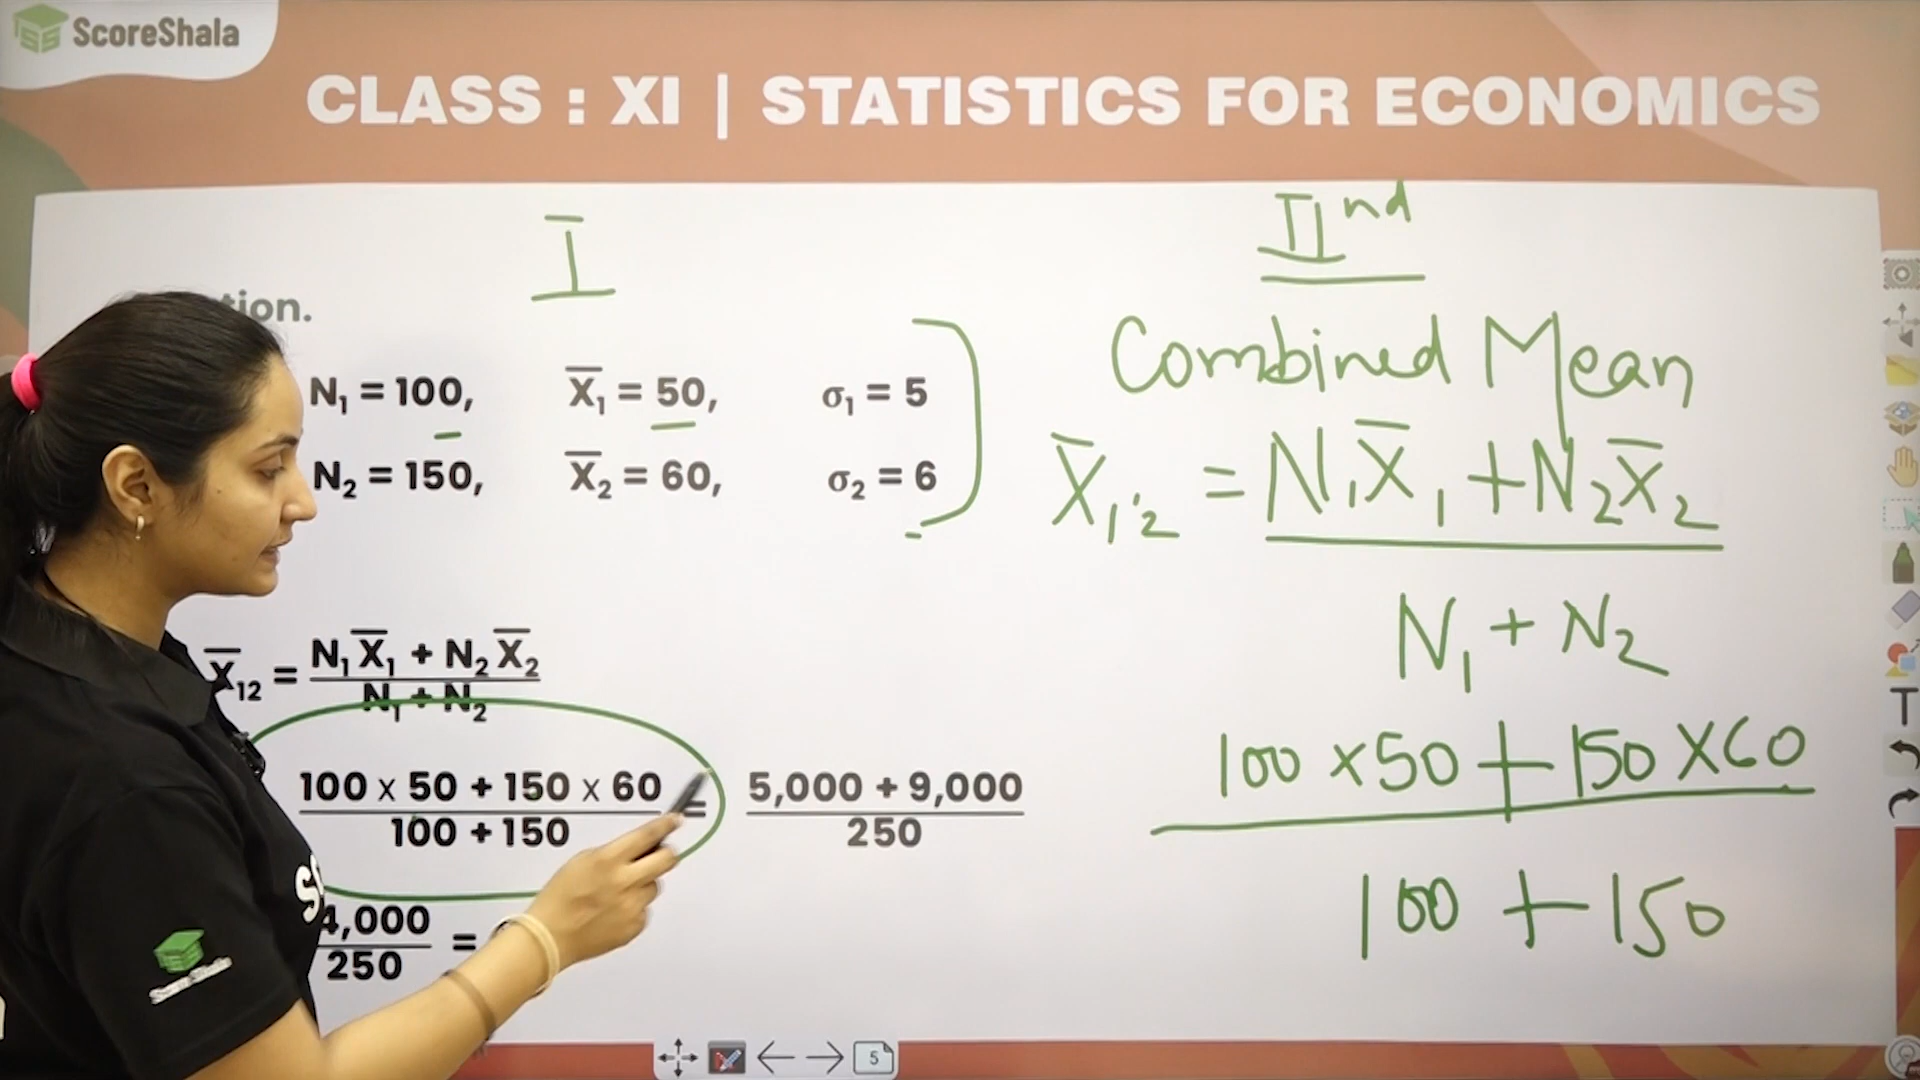 ScoreShala
CLASS : XI | STATISTICS FOR ECONOMICS
I
tion.
N₁ = 100, X̅₁ = 50, σ₁ = 5
N₂ = 150, X̅₂ = 60, σ₂ = 6
X̅₁₂ = (N₁X̅₁ + N₂X̅₂) / (N₁ + N₂)
(100 x 50 + 150 x 60) / (100 + 150) = (5,000 + 9,000) / 250
4,000 / 250 =
IInd
Combined Mean
X̅₁,₂ = N₁X̅₁ + N₂X̅₂
N₁ + N₂
100 x 50 + 150 x 60
100 + 150
5
T